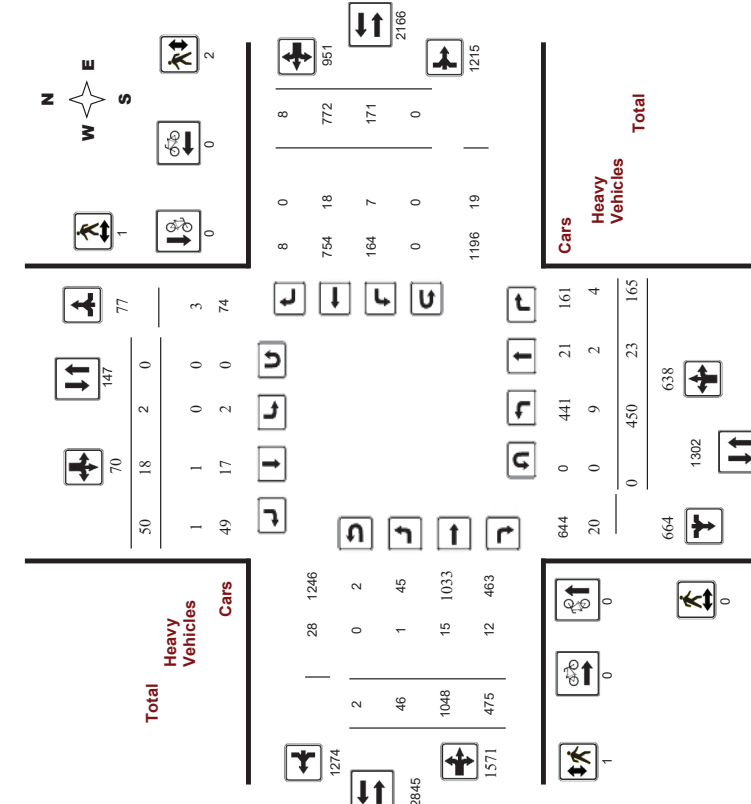 N
W E
S
2
0
1
0
77
147
70
50 18 2 0
1 1 0 0 3
49 17 2 0 74
951
2166
1215
8 0 8
754 18 772
164 7 171
0 0 0
1196 19
Total
Heavy
Vehicles
Cars
Cars
Heavy
Vehicles
Total
1274
2845
1571
28 1246
2 0 2
46 1 45
1048 15 1033
475 12 463
644 0 441 21 161
20 0 9 2 4
0 450 23 165
664
1302
638
0
0
0
1